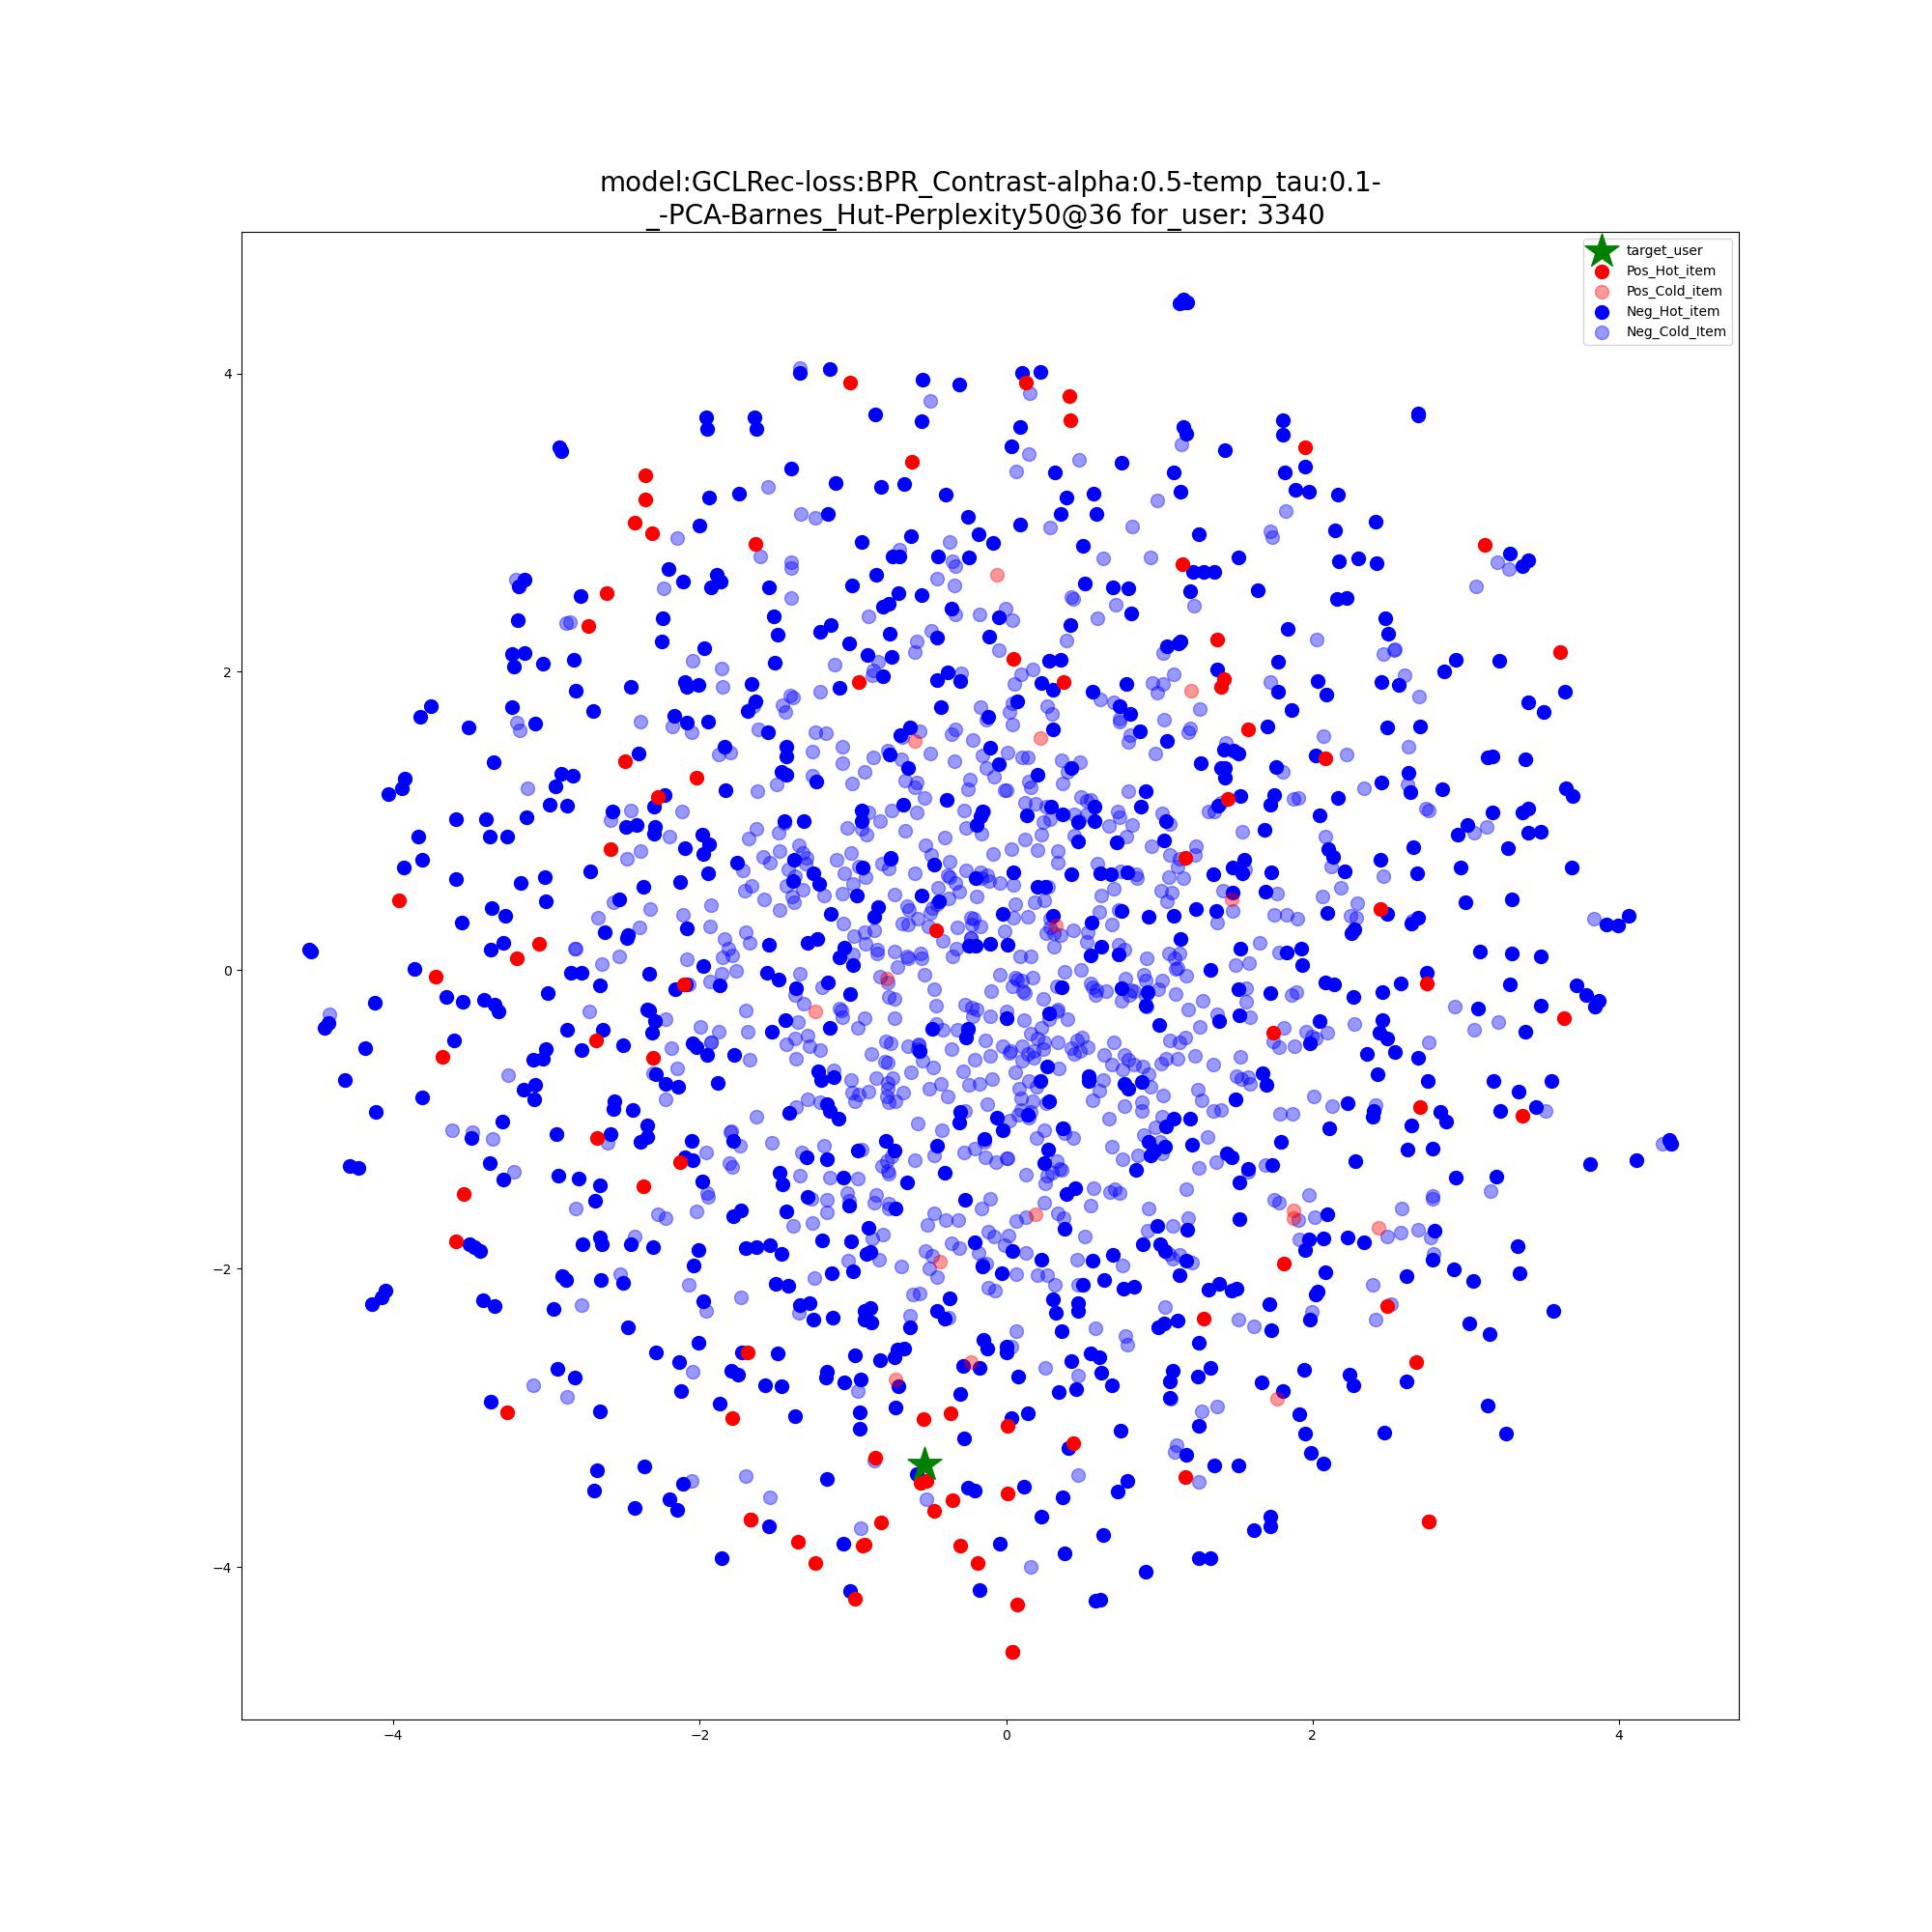 model:GCLRec-loss:BPR_Contrast-alpha:0.5-temp_tau:0.1-
_-PCA-Barnes_Hut-Perplexity50@36 for_user: 3340
target_user
Pos_Hot_item
Pos_Cold_item
Neg_Hot_item
Neg_Cold_Item
4
2
0
−2
−4
−4
−2
0
2
4